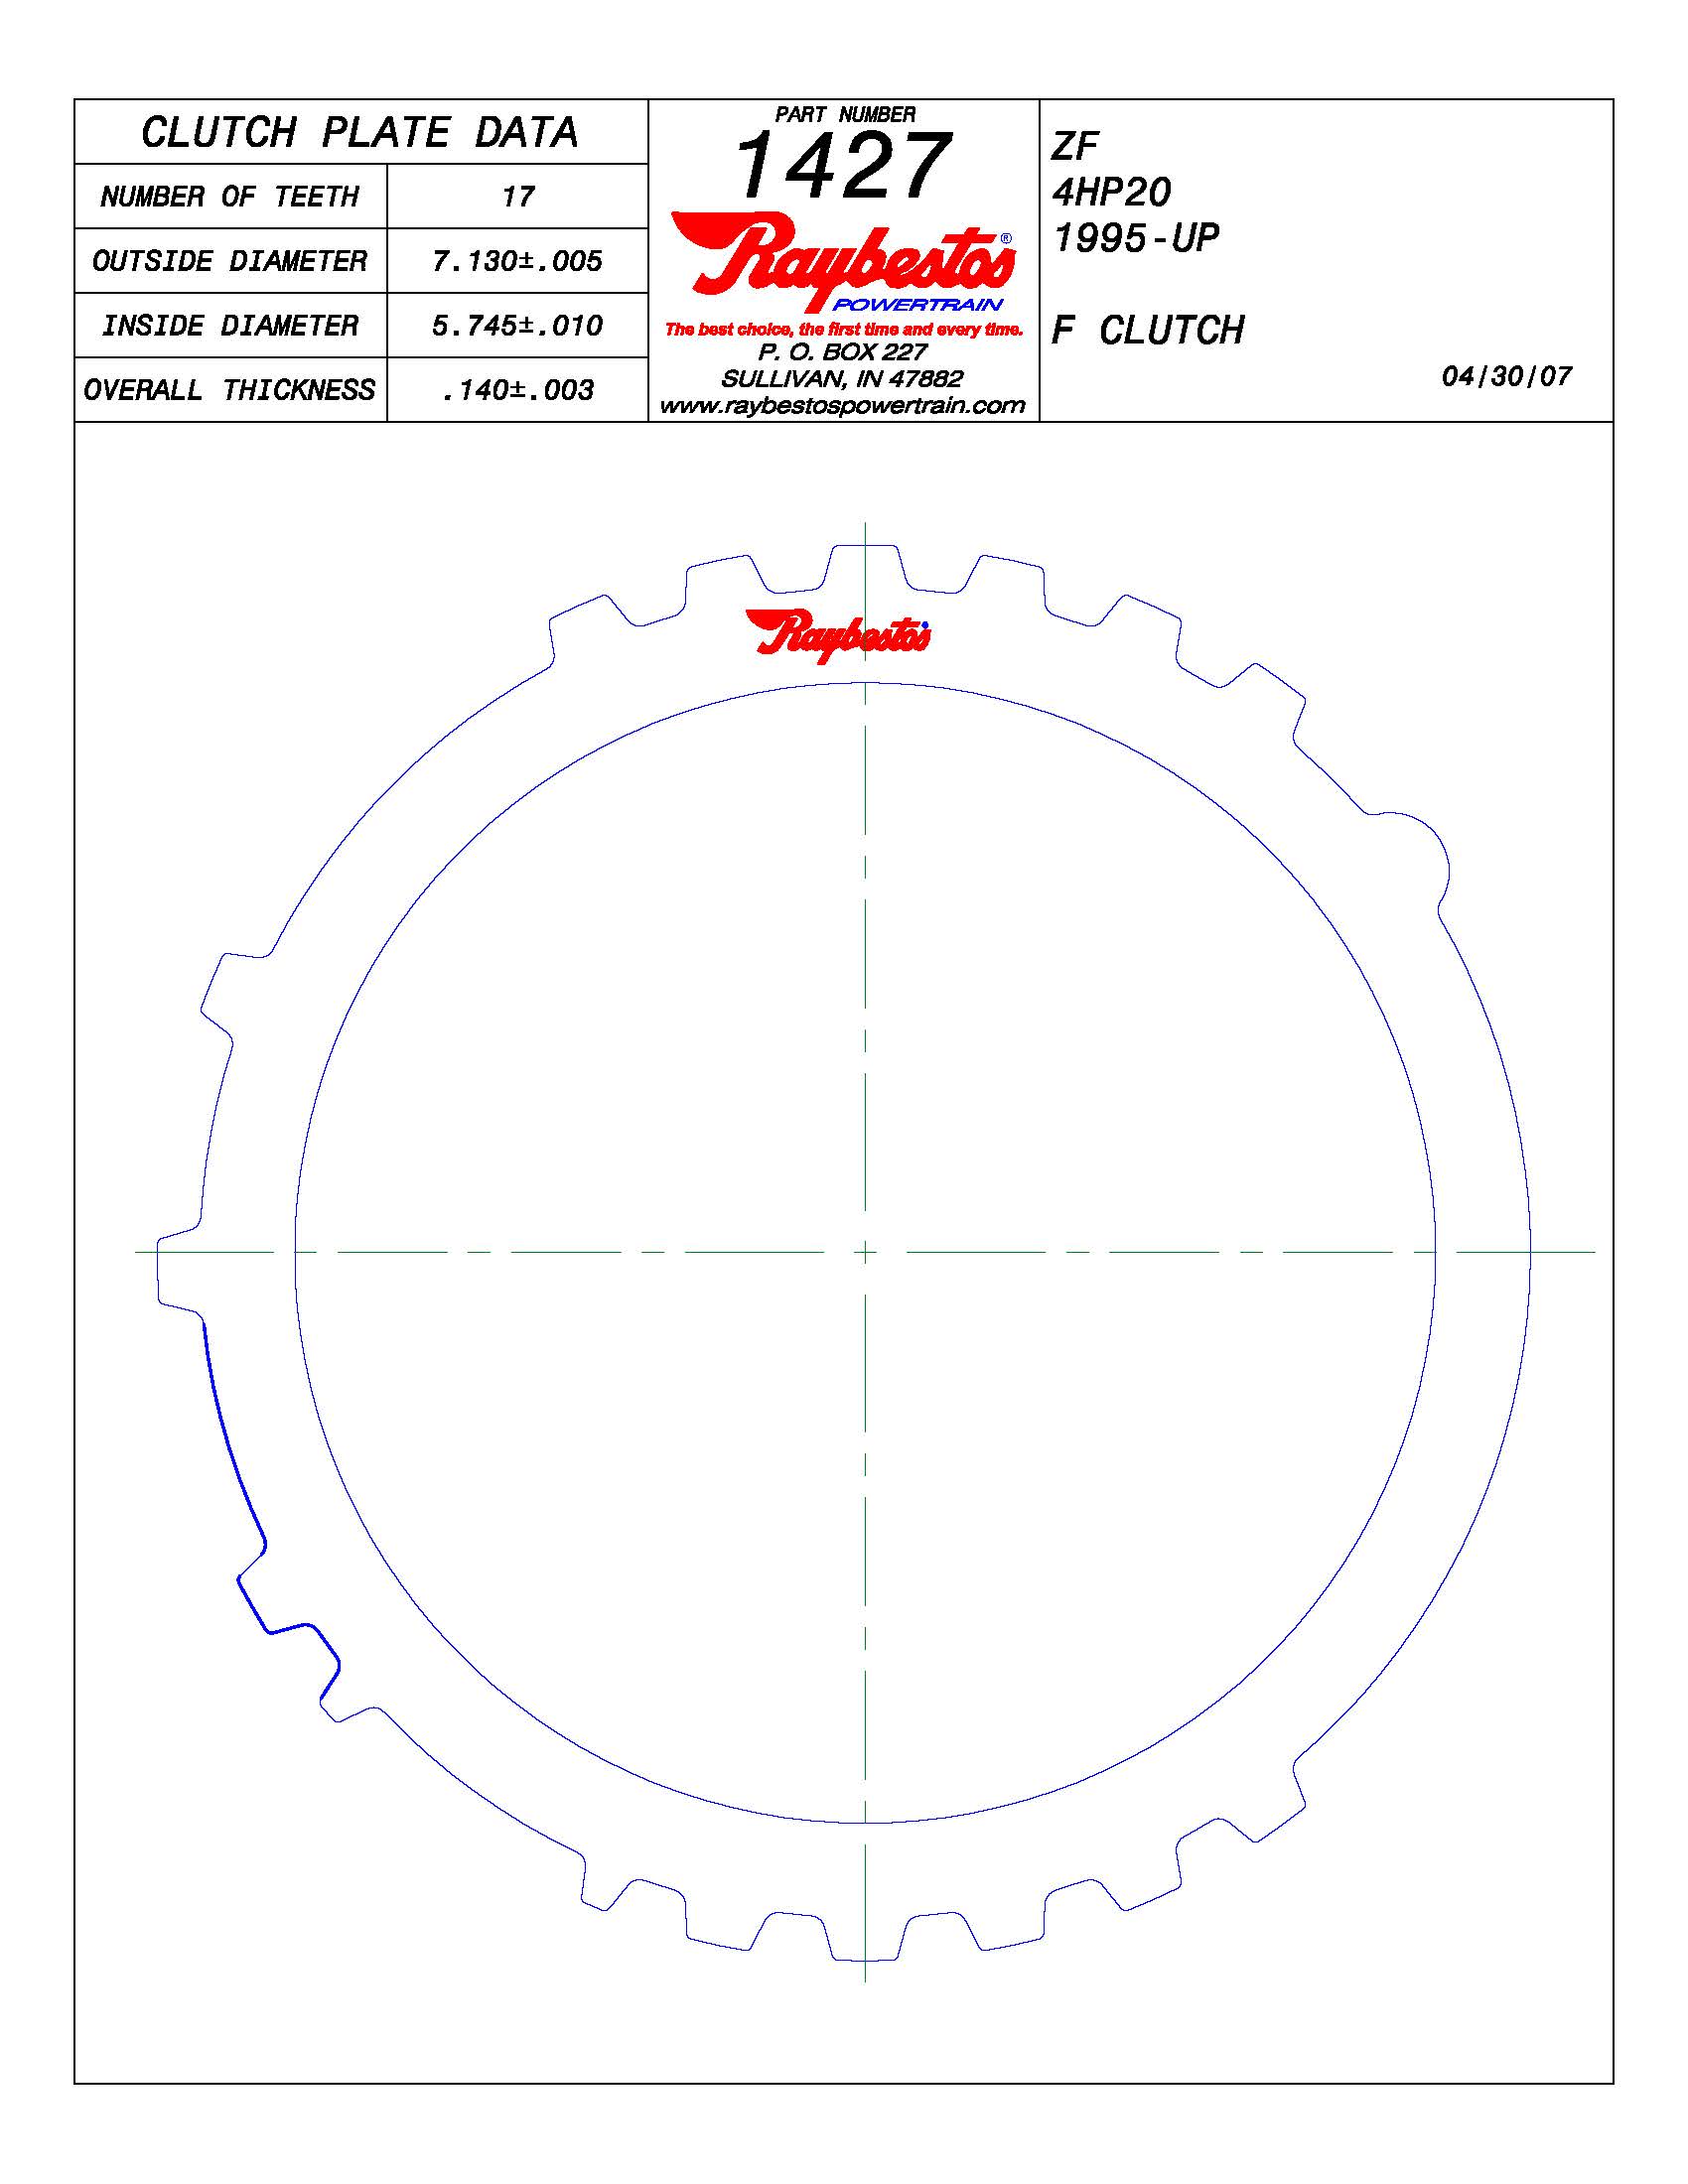 CLUTCH PLATE DATA
NUMBER OF TEETH 17
OUTSIDE DIAMETER 7.130±.005
INSIDE DIAMETER 5.745±.010
OVERALL THICKNESS .140±.003
PART NUMBER
1427
Raybestos®
POWERTRAIN
The best choice, the first time and every time.
P. O. BOX 227
SULLIVAN, IN 47882
www.raybestospowertrain.com
ZF
4HP20
1995-UP
F CLUTCH
04/30/07
Raybestos